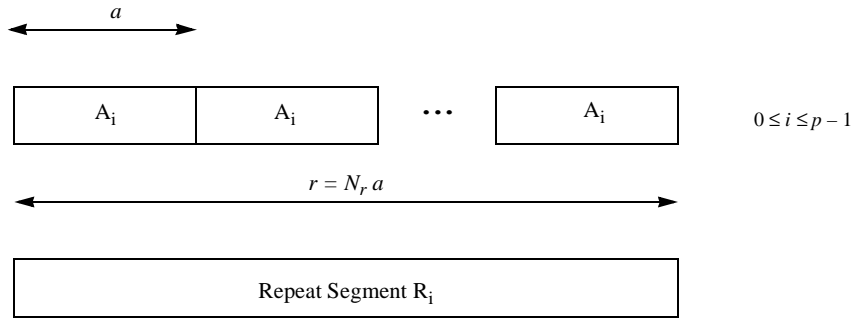 a
A_i A_i ... A_i 0 ≤ i ≤ p – 1
r = N_r a
Repeat Segment R_i